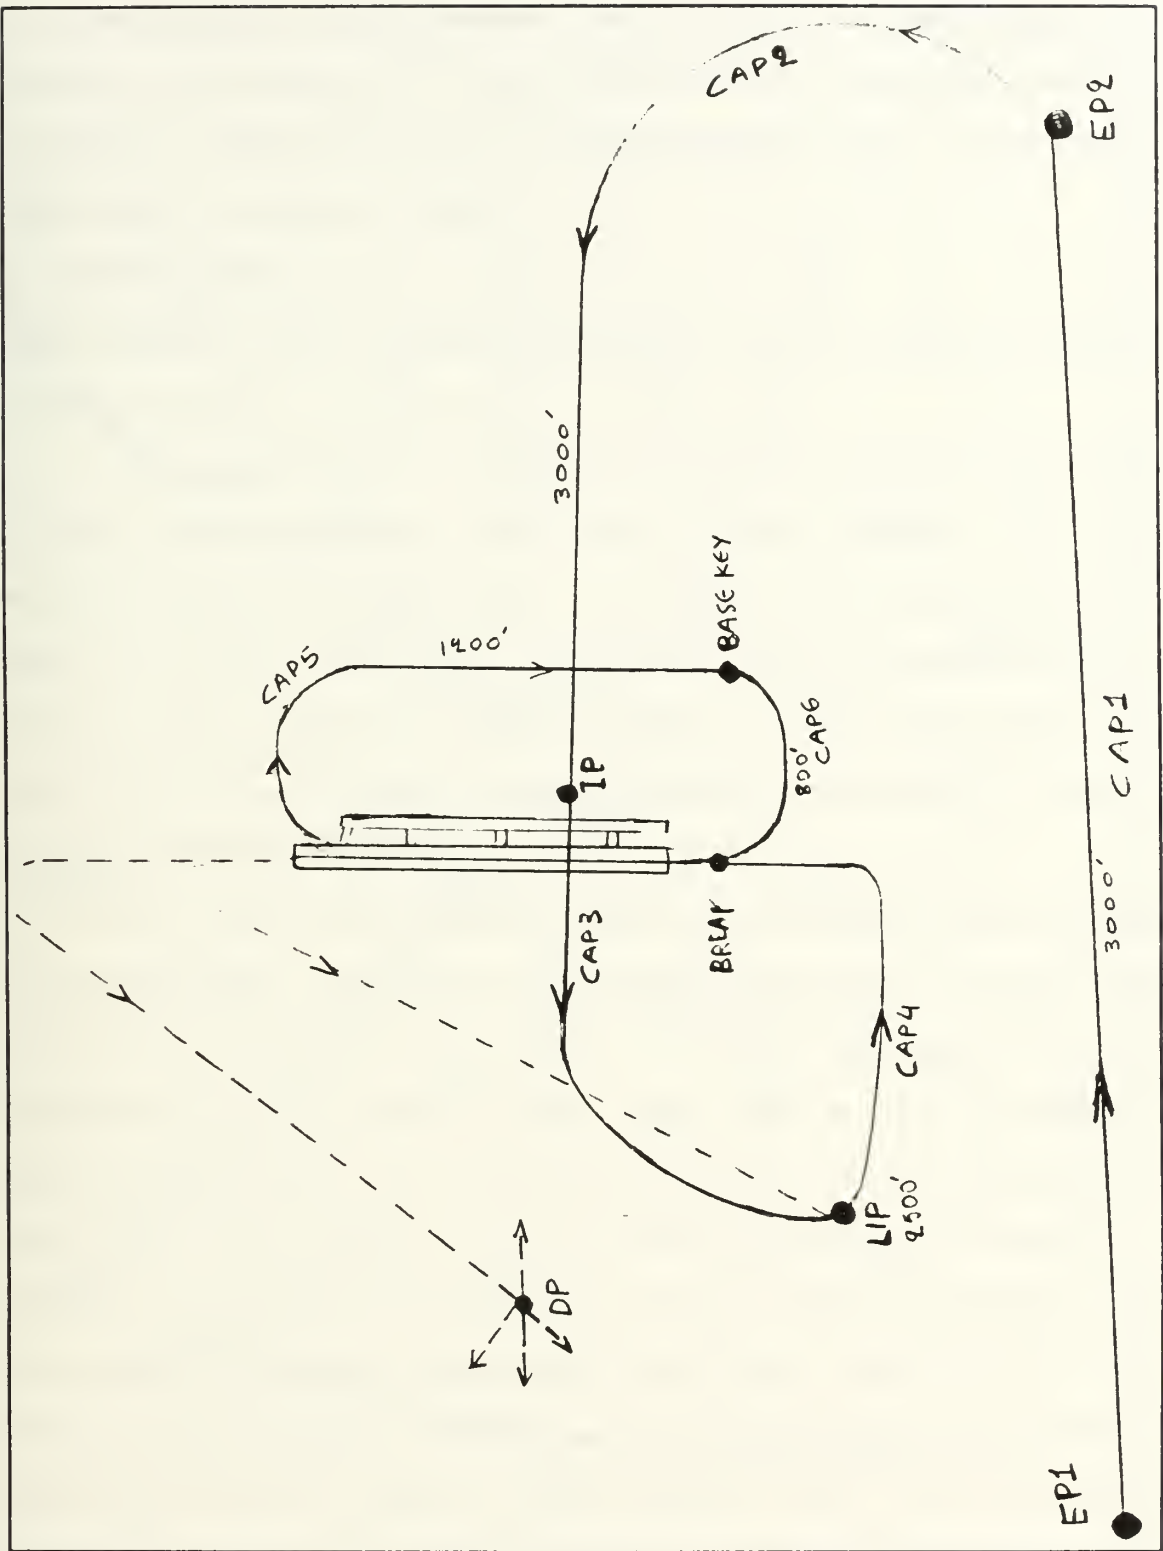 CAP5
1200'
DP
3000'
IP
CAP3
BREAK
BASE KEY
CAP2
800'
CAP6
LIP
2500'
CAP4
EP1
EP2
3000'
CAP1